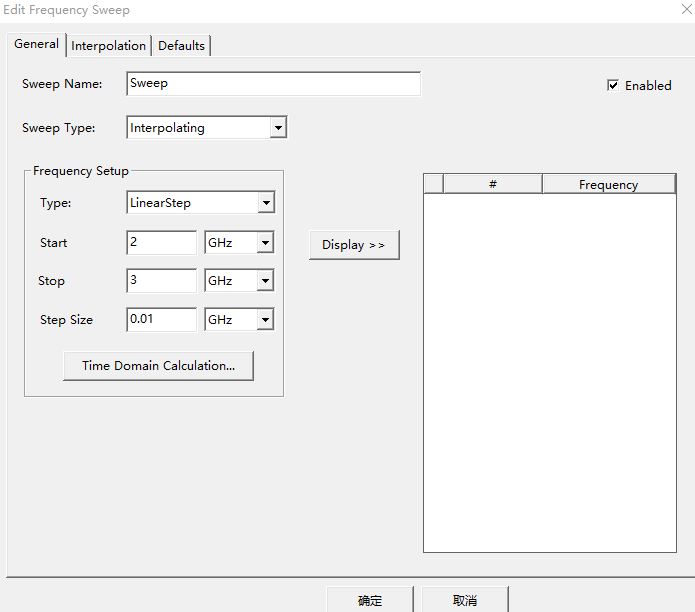 Edit Frequency Sweep
General Interpolation Defaults
Sweep Name: Sweep Enabled
Sweep Type: Interpolating
Frequency Setup
# Frequency
Type: LinearStep
Start 2 GHz Display >>
Stop 3 GHz
Step Size 0.01 GHz
Time Domain Calculation...
确定 取消